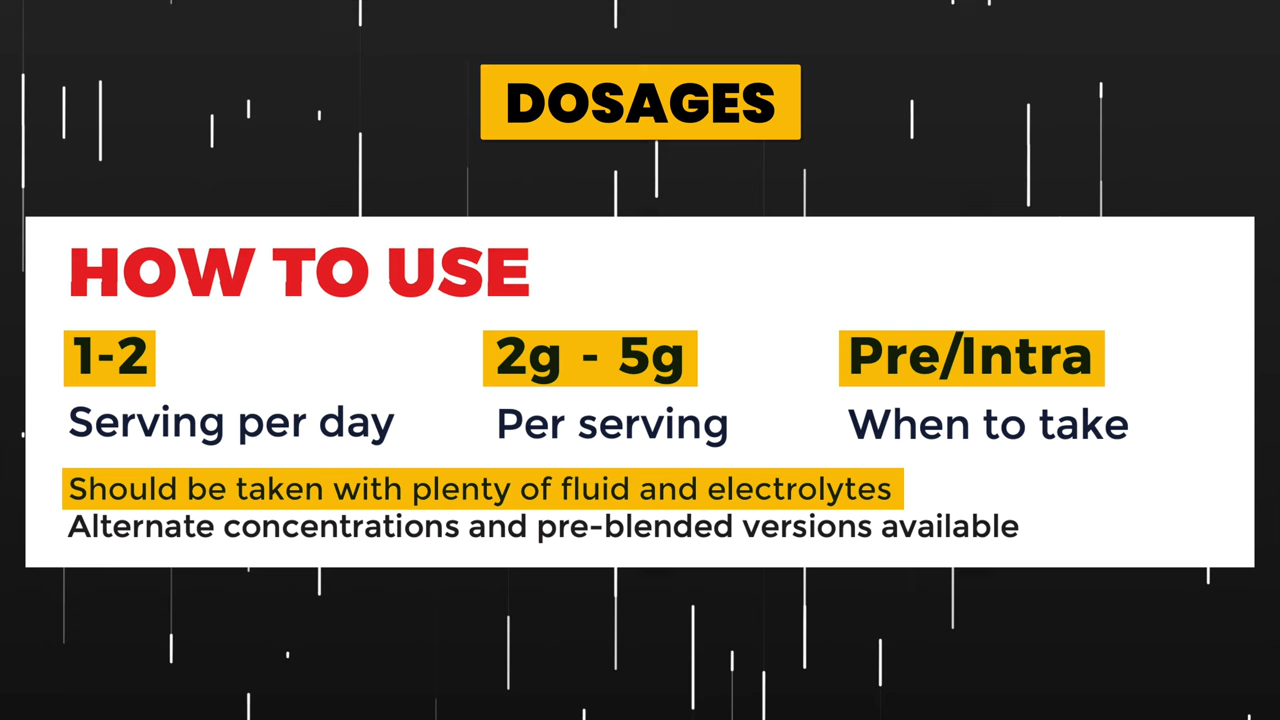 DOSAGES
HOW TO USE
1-2 2g - 5g Pre/Intra
Serving per day Per serving When to take
Should be taken with plenty of fluid and electrolytes
Alternate concentrations and pre-blended versions available